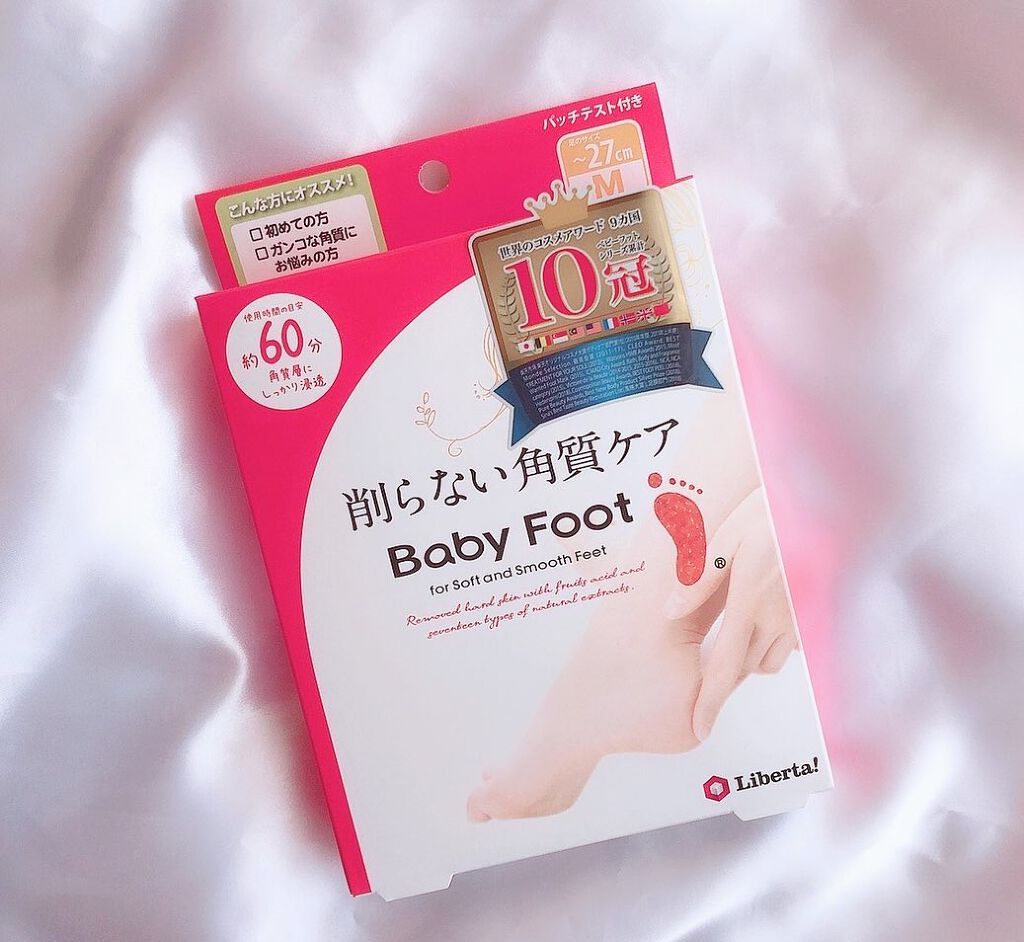 パッチテスト付き
足のサイズ
～27cm
M
こんな方にオススメ!
□ 初めての方
□ ガンコな角質に
お悩みの方
世界のコスメアワード 9カ国
ベビーフット
シリーズ累計
10冠
使用時間の目安
約60分
角質層に
しっかり浸透
削らない角質ケア
Baby Foot
®
for Soft and Smooth Feet
Removed hard skin with fruits acid and
seventeen types of natural extracts.
Liberta!